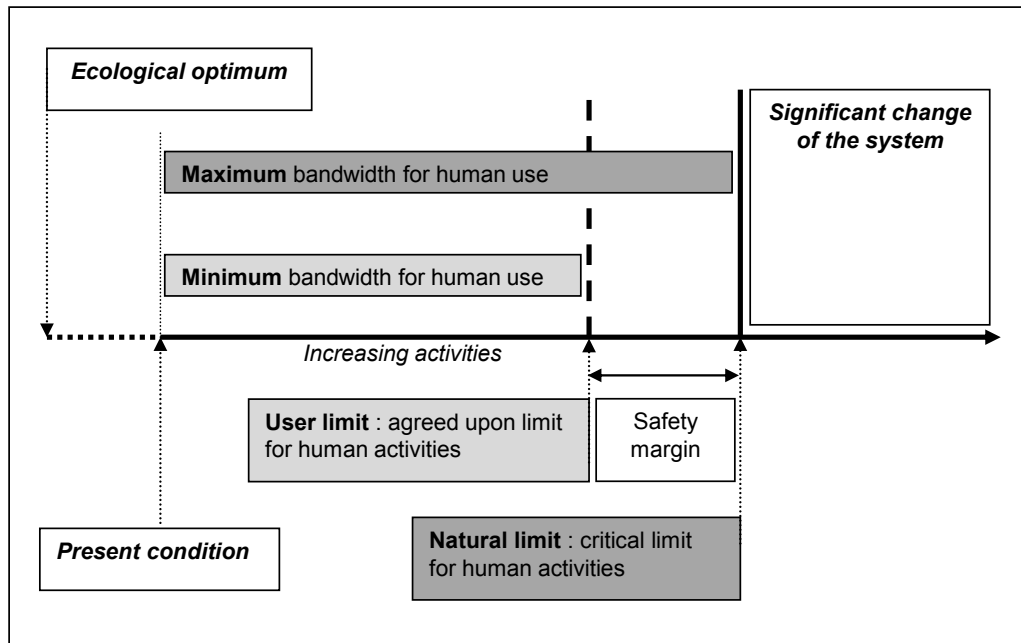 Ecological optimum
Significant change
of the system
Maximum bandwidth for human use
Minimum bandwidth for human use
Increasing activities
User limit : agreed upon limit
for human activities
Safety
margin
Present condition
Natural limit : critical limit
for human activities